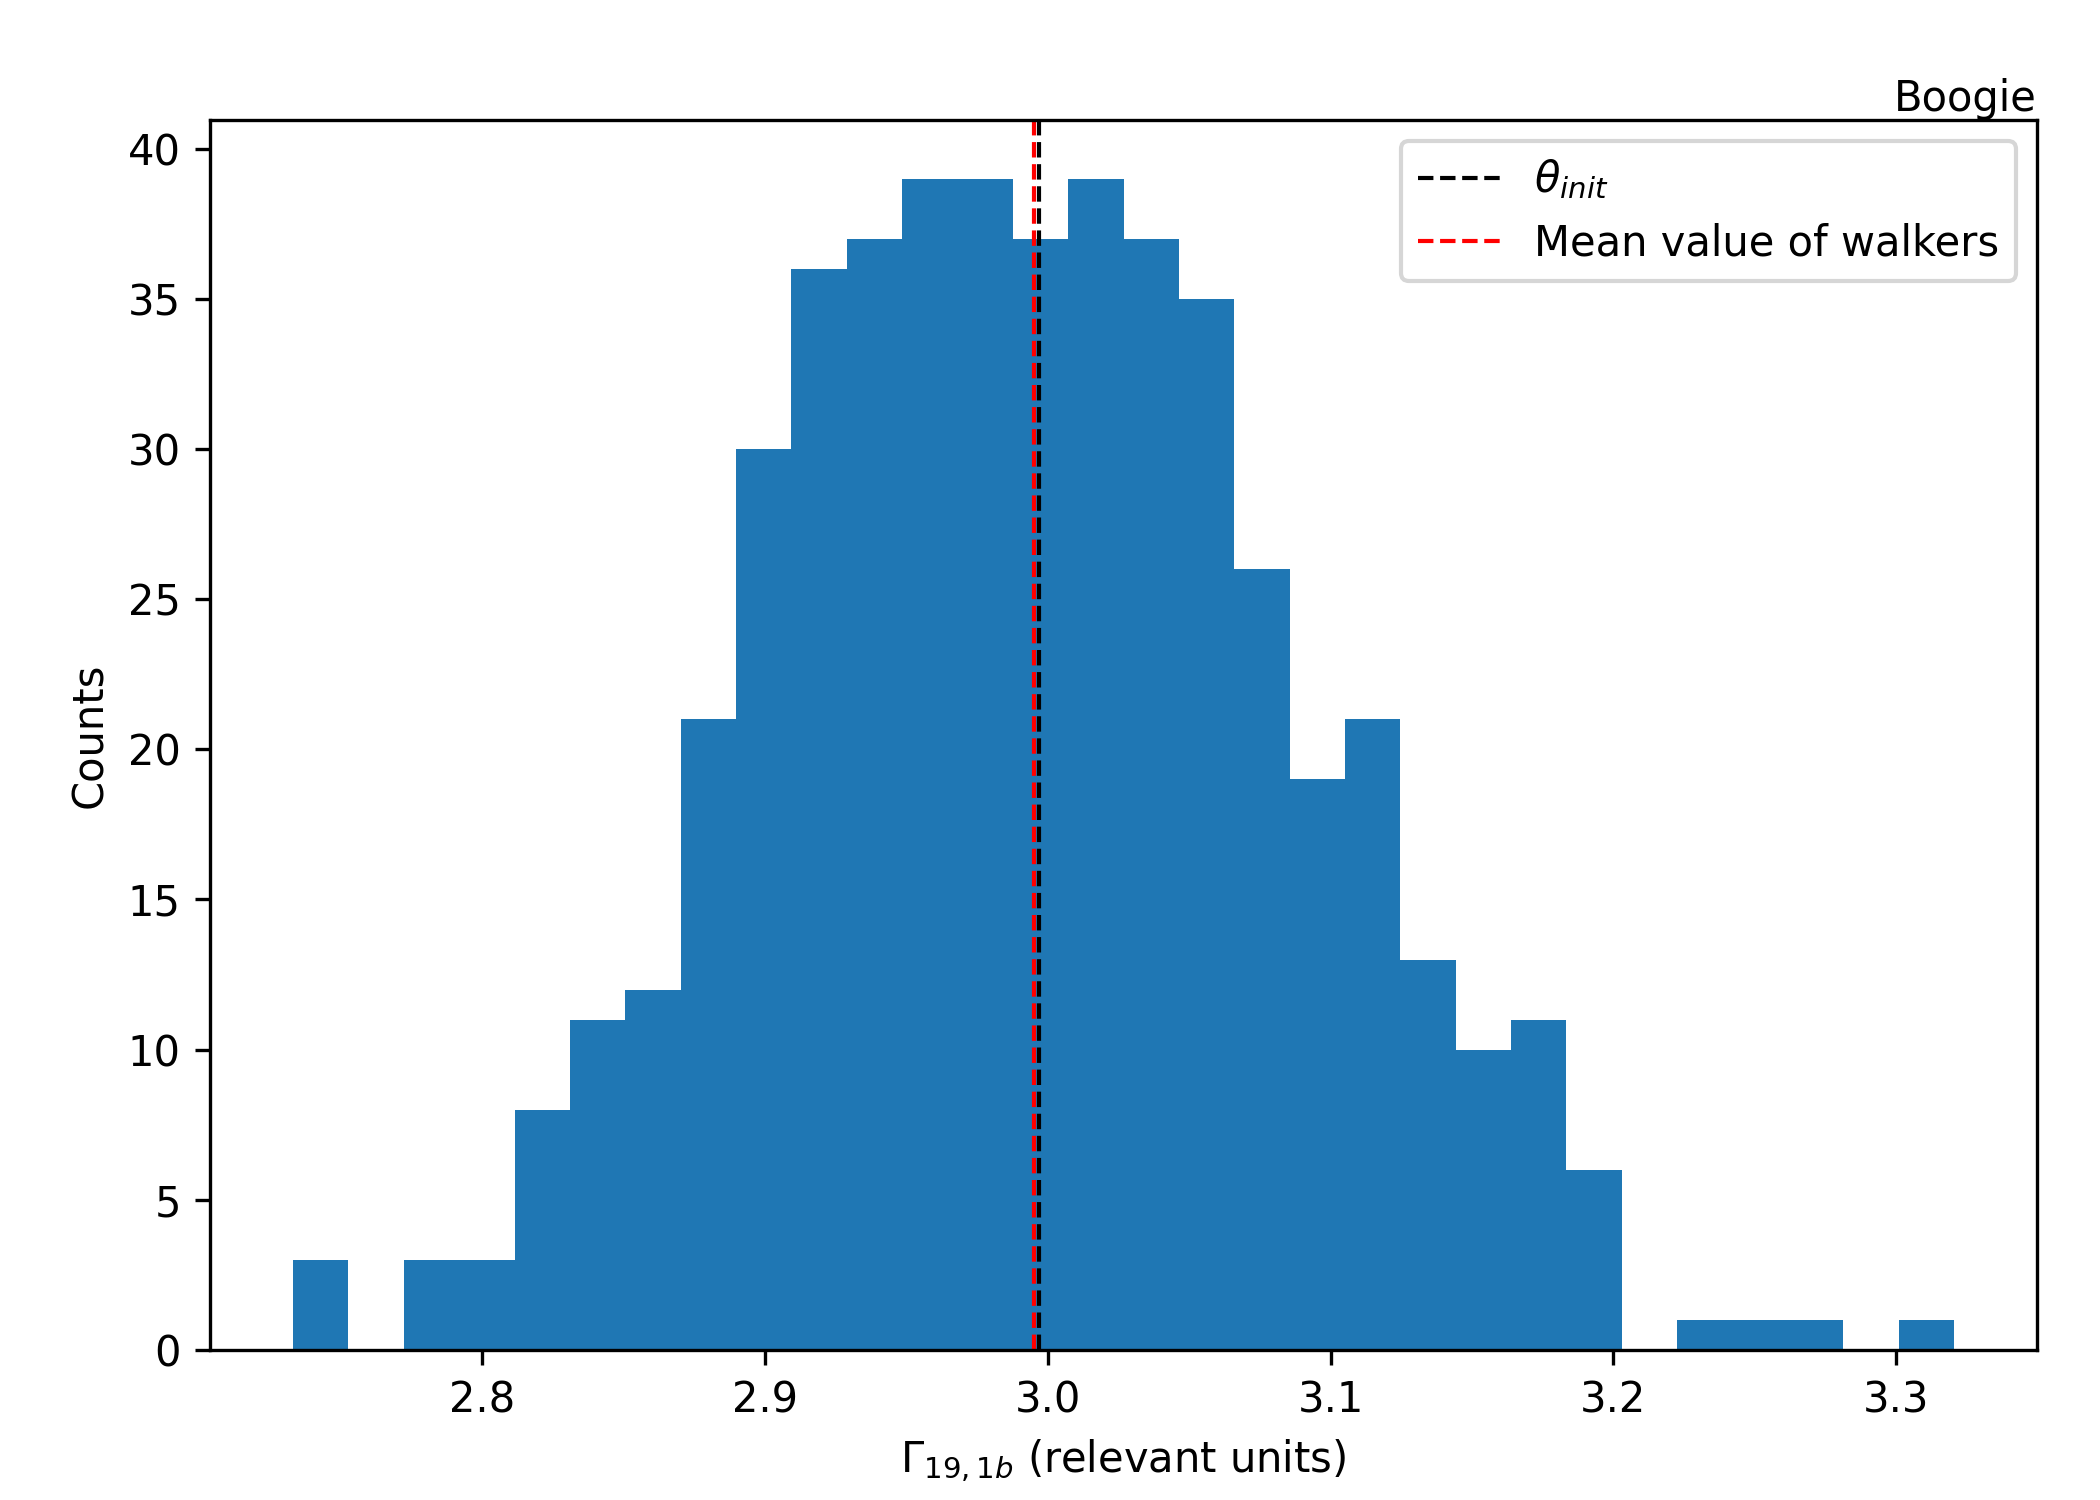 Boogie
θinit
Mean value of walkers
40
35
30
25
20
15
10
5
0
Counts
2.8 2.9 3.0 3.1 3.2 3.3
Γ19, 1b (relevant units)